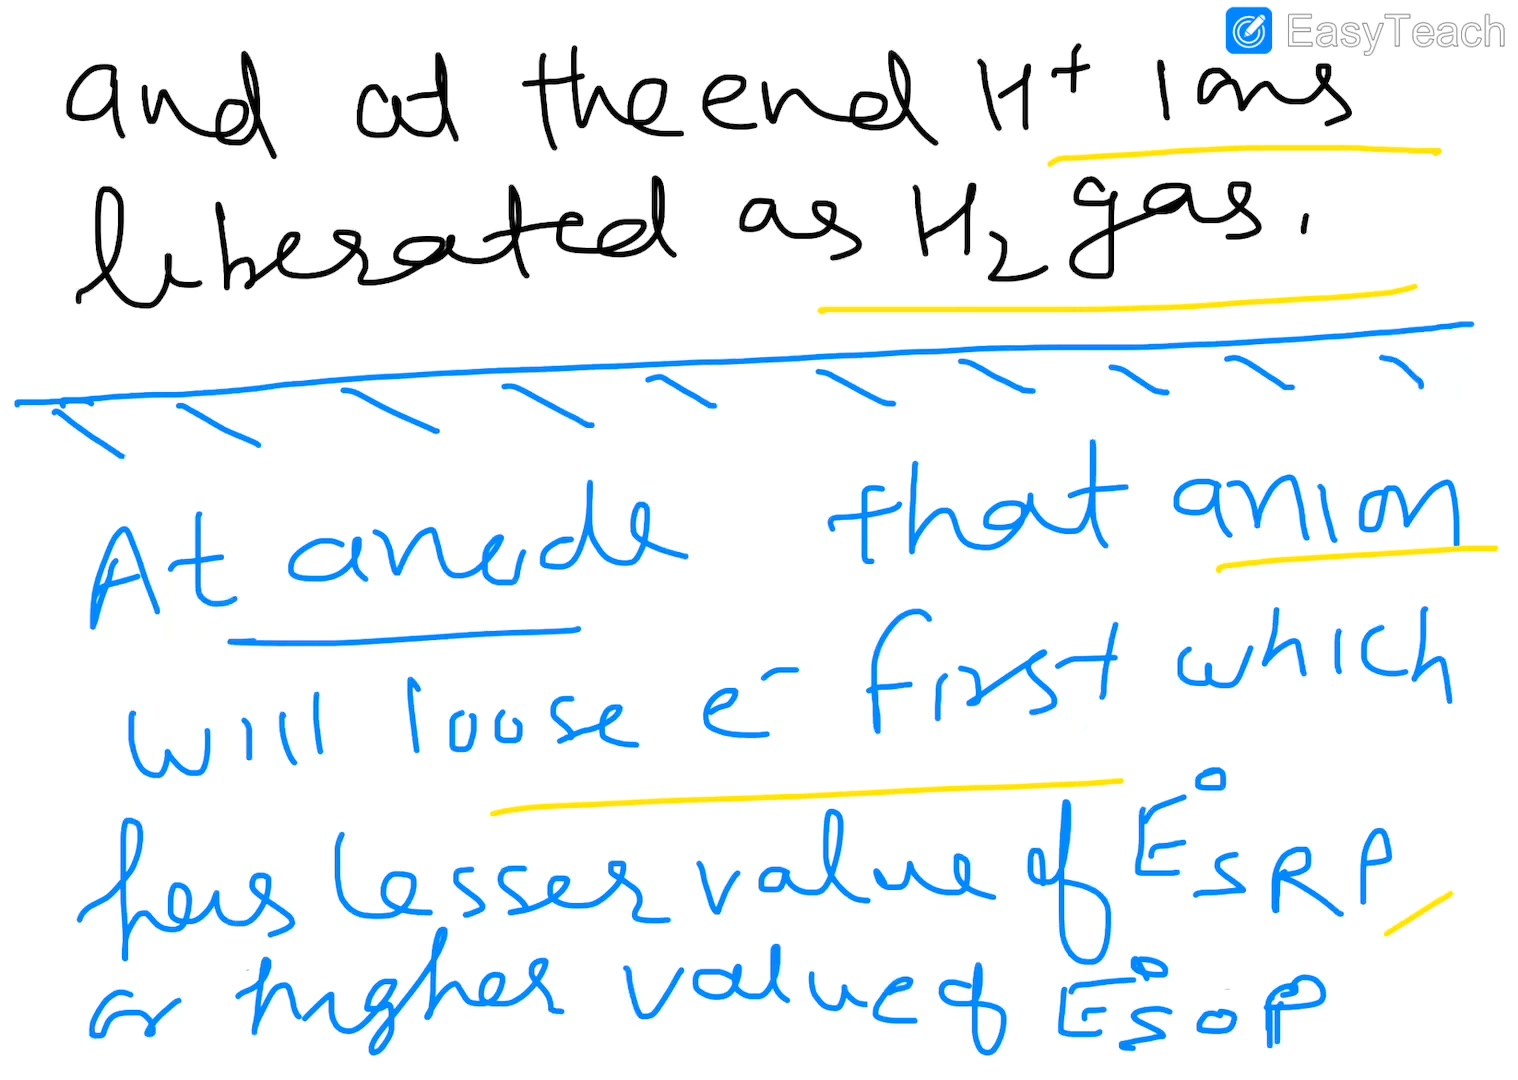 EasyTeach
and at the end H⁺ ions
liberated as H₂ gas.
At anode that anion
will loose e⁻ first which
has lesser value of E°SRP
or higher value of E°SOP